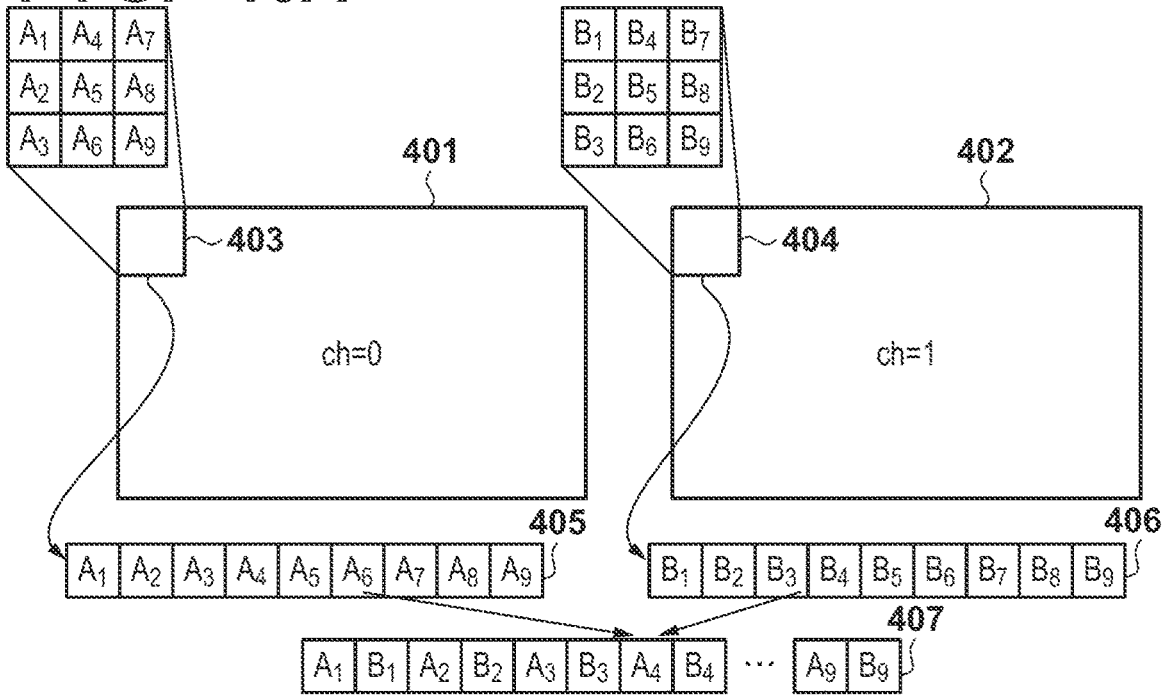 A1 A4 A7
A2 A5 A8
A3 A6 A9
B1 B4 B7
B2 B5 B8
B3 B6 B9
401
402
403
404
ch=0
ch=1
405
406
A1 A2 A3 A4 A5 A6 A7 A8 A9
B1 B2 B3 B4 B5 B6 B7 B8 B9
407
A1 B1 A2 B2 A3 B3 A4 B4 ··· A9 B9